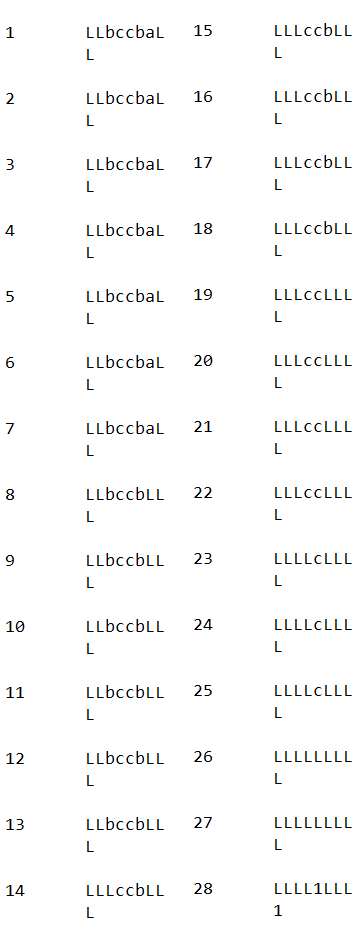 1 LLbccbaL
L
2 LLbccbaL
L
3 LLbccbaL
L
4 LLbccbaL
L
5 LLbccbaL
L
6 LLbccbaL
L
7 LLbccbaL
L
8 LLbccbLL
L
9 LLbccbLL
L
10 LLbccbLL
L
11 LLbccbLL
L
12 LLbccbLL
L
13 LLbccbLL
L
14 LLLccbLL
L
15 LLLccbLL
L
16 LLLccbLL
L
17 LLLccbLL
L
18 LLLccbLL
L
19 LLLccLLL
L
20 LLLccLLL
L
21 LLLccLLL
L
22 LLLccLLL
L
23 LLLLcLLL
L
24 LLLLcLLL
L
25 LLLLcLLL
L
26 LLLLLLLL
L
27 LLLLLLLL
L
28 LLLL1LLL
1